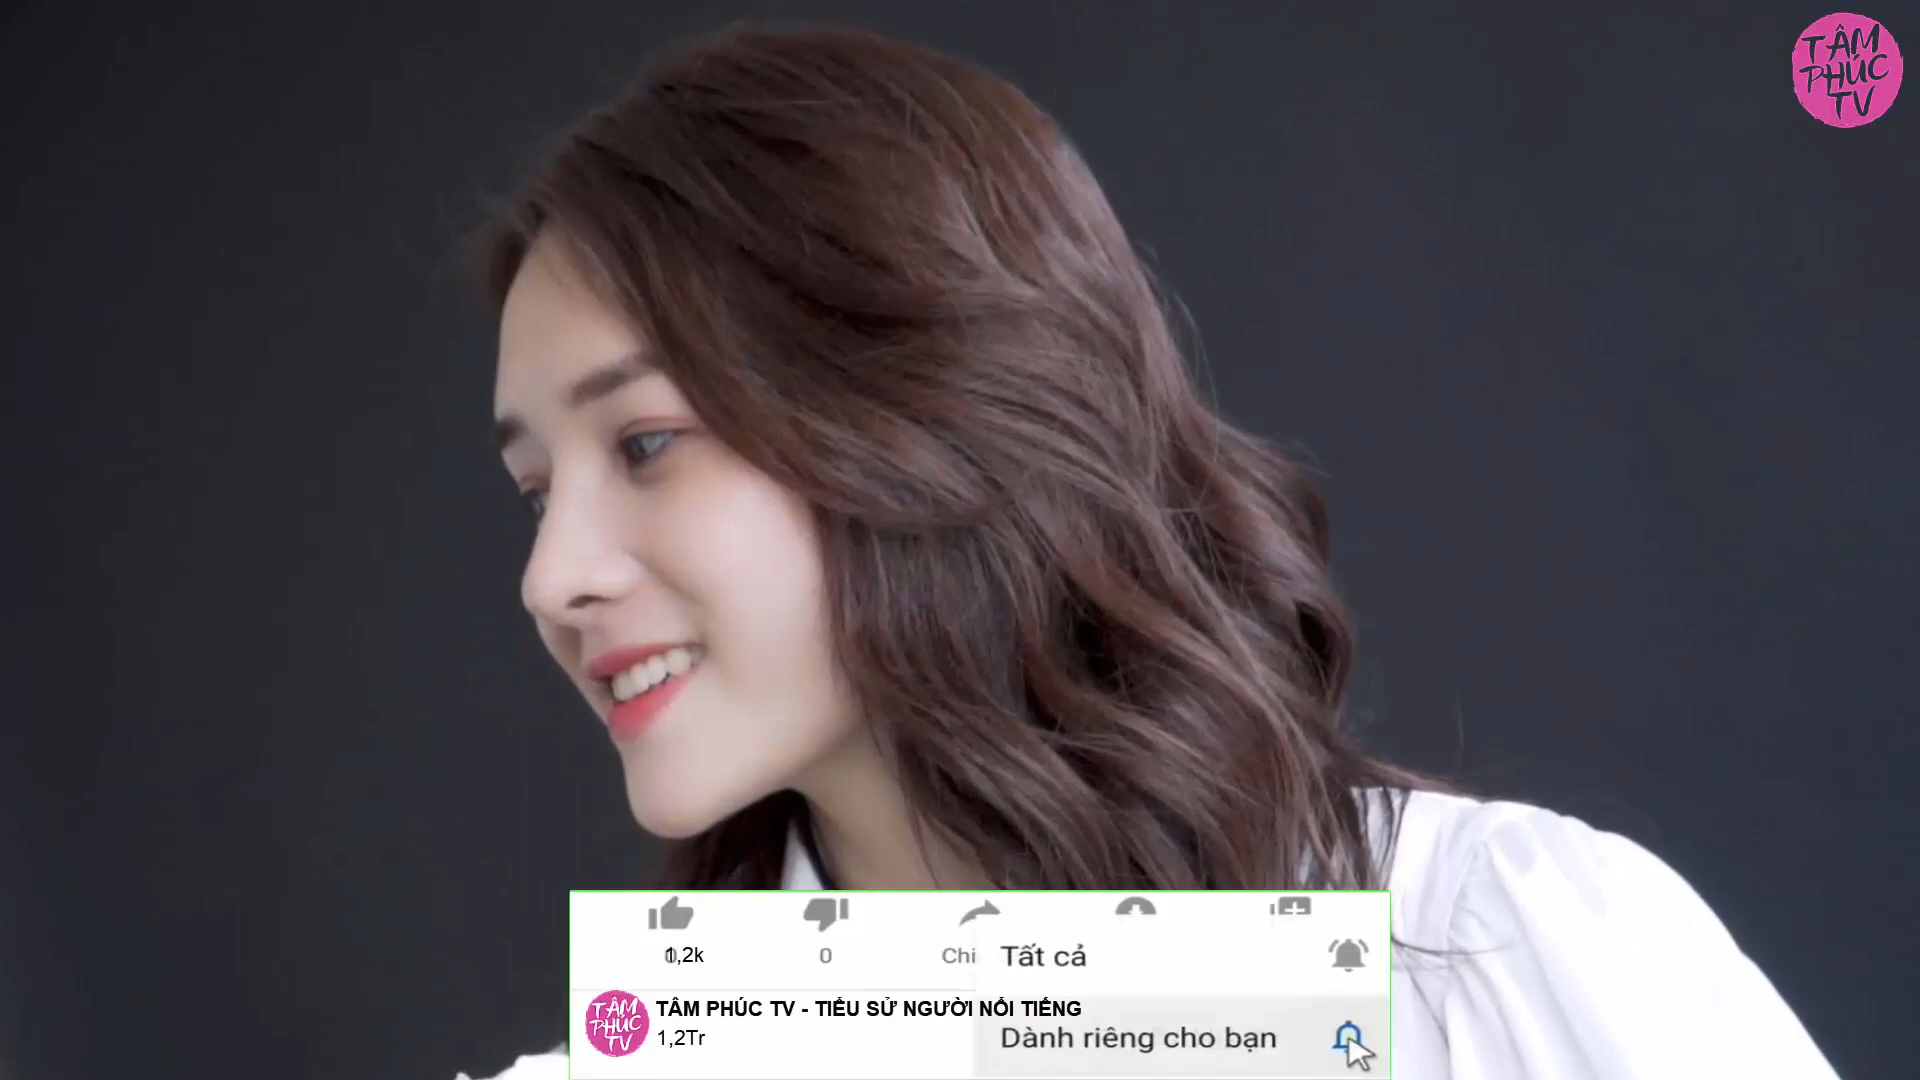 TÂM
PHÚC
TV
1,2k
0
Chi
Tất cả
TÂM
PHÚC
TV
TÂM PHÚC TV - TIỂU SỬ NGƯỜI NỔI TIẾNG
1,2Tr
Dành riêng cho bạn